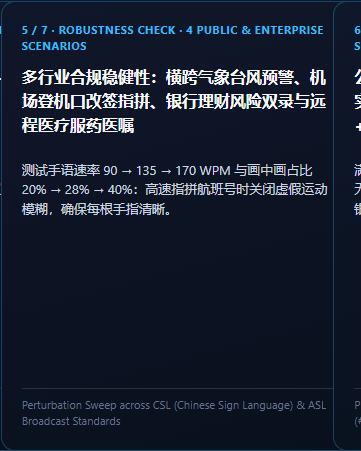 5 / 7 · ROBUSTNESS CHECK · 4 PUBLIC & ENTERPRISE
SCENARIOS
多行业合规稳健性：横跨气象台风预警、机
场登机口改签指拼、银行理财风险双录与远
程医疗服药医嘱
测试手语速率 90 → 135 → 170 WPM 与画中画占比
20% → 28% → 40%：高速指拼航班号时关闭虚假运动
模糊，确保每根手指清晰。
Perturbation Sweep across CSL (Chinese Sign Language) & ASL
Broadcast Standards